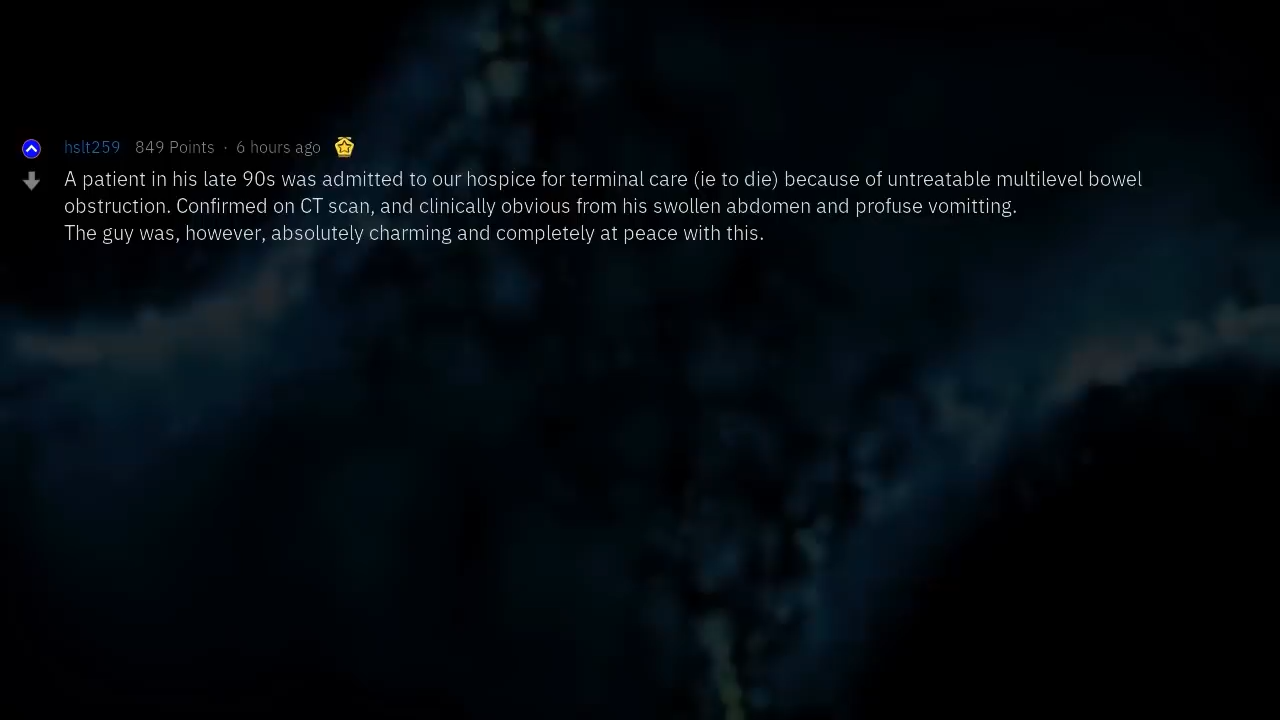 hslt259 849 Points · 6 hours ago
A patient in his late 90s was admitted to our hospice for terminal care (ie to die) because of untreatable multilevel bowel
obstruction. Confirmed on CT scan, and clinically obvious from his swollen abdomen and profuse vomitting.
The guy was, however, absolutely charming and completely at peace with this.